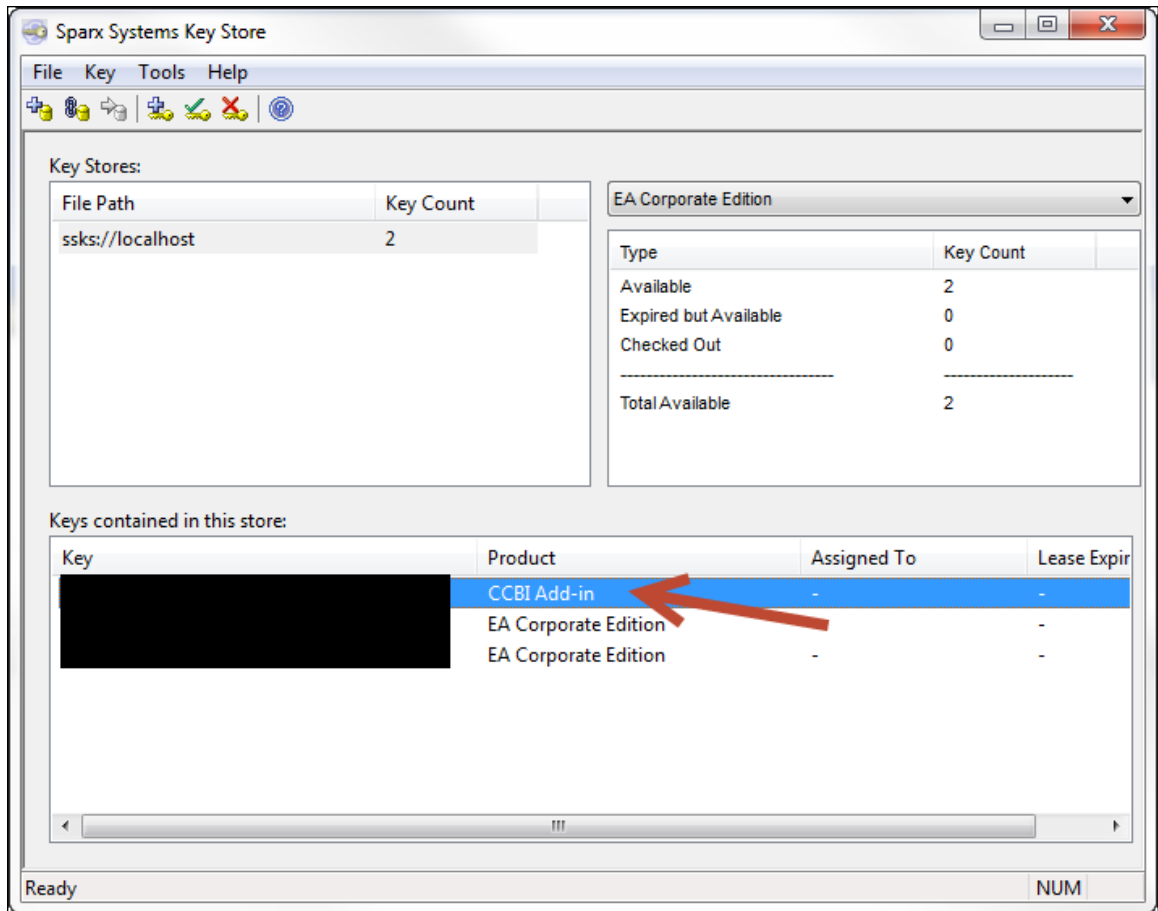 Sparx Systems Key Store
File Key Tools Help
Key Stores:
File Path Key Count
ssks://localhost 2
EA Corporate Edition
Type Key Count
Available 2
Expired but Available 0
Checked Out 0
--------------------------------- --------------------
Total Available 2
Keys contained in this store:
Key Product Assigned To Lease Expir
CCBI Add-in - -
EA Corporate Edition -
EA Corporate Edition - -
Ready NUM